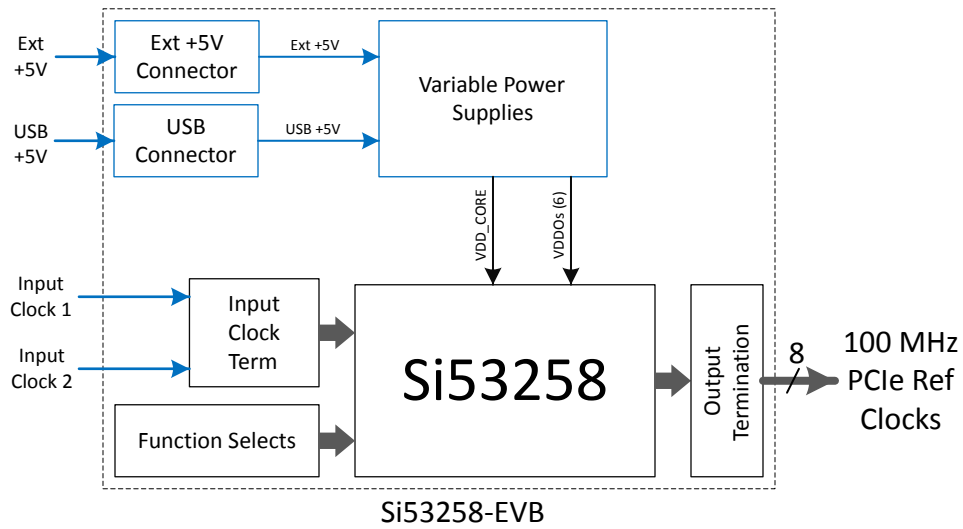 Ext
+5V
Ext +5V
Connector
Ext +5V
Variable Power
Supplies
USB
+5V
USB
Connector
USB +5V
VDD_CORE
VDDOs (6)
Input
Clock 1
Input
Clock 2
Input
Clock
Term
Function Selects
Si53258
Output
Termination
8
100 MHz
PCIe Ref
Clocks
Si53258-EVB